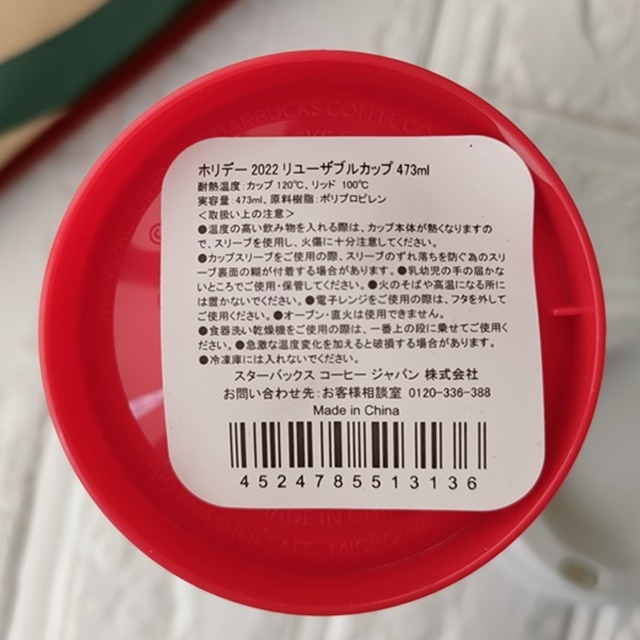 STARBUCKS COFFEE CO
ホリデー 2022 リユーザブルカップ 473ml
耐熱温度：カップ 120℃、リッド 100℃
実容量：473ml、原料樹脂：ポリプロピレン
＜取扱い上の注意＞
●温度の高い飲み物を入れる際は、カップ本体が熱くなりますの
で、スリーブを使用し、火傷に十分注意してください。
●カップスリーブをご使用の際、スリーブのずれ落ちを防ぐ為のスリ
ーブ裏面の糊が付着する場合があります。●乳幼児の手の届かな
いところでご使用・保管してください。●火のそばや高温になる所に
は置かないでください。●電子レンジをご使用の際は、フタを外して
ご使用ください。●オーブン・直火は使用できません。
●食器洗い乾燥機をご使用の際は、一番上の段に乗せてご使用く
ださい。●急激な温度変化を加えると破損する場合があります。
●冷凍庫には入れないでください。
スターバックス コーヒー ジャパン 株式会社
お問い合わせ先：お客様相談室 0120-336-388
Made in China
4524785513136
MADE IN CHI